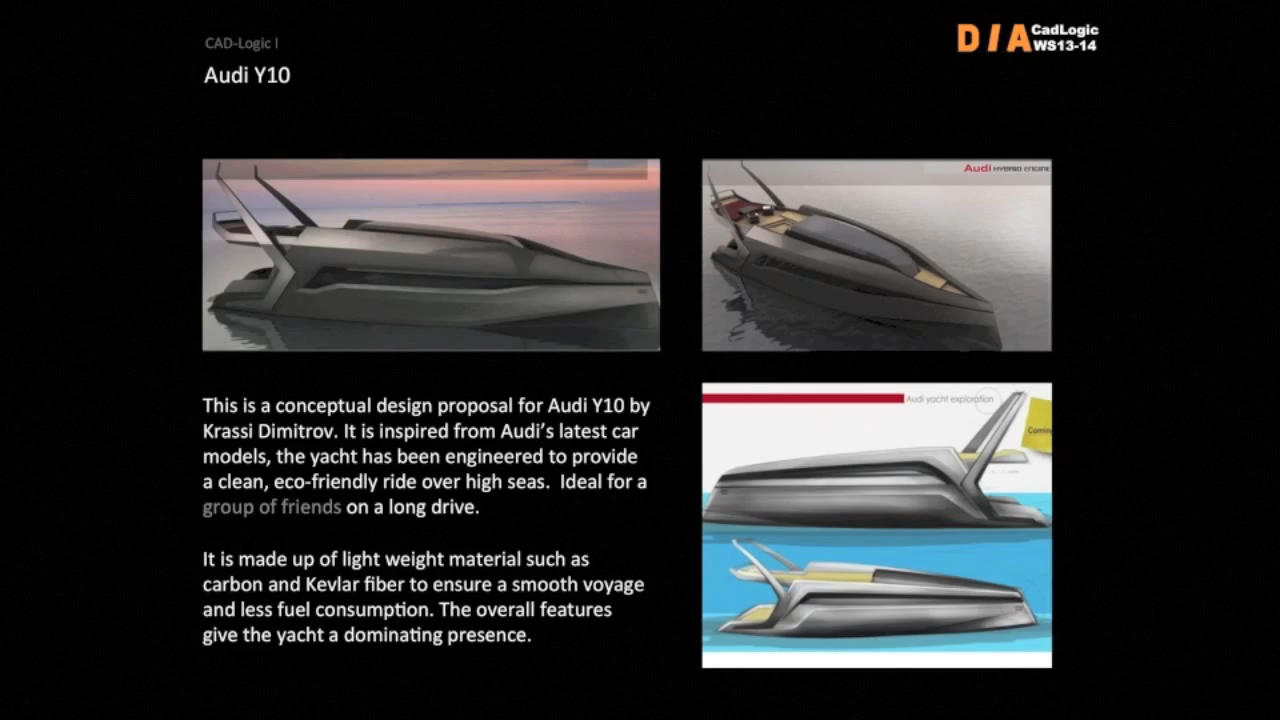 CAD-Logic I
Audi Y10
DIA CadLogic
WS13-14
Audi HYBRID ENGINE
This is a conceptual design proposal for Audi Y10 by
Krassi Dimitrov. It is inspired from Audi’s latest car
models, the yacht has been engineered to provide
a clean, eco-friendly ride over high seas.  Ideal for a
group of friends on a long drive.
It is made up of light weight material such as
carbon and Kevlar fiber to ensure a smooth voyage
and less fuel consumption. The overall features
give the yacht a dominating presence.
Audi yacht exploration
Coming